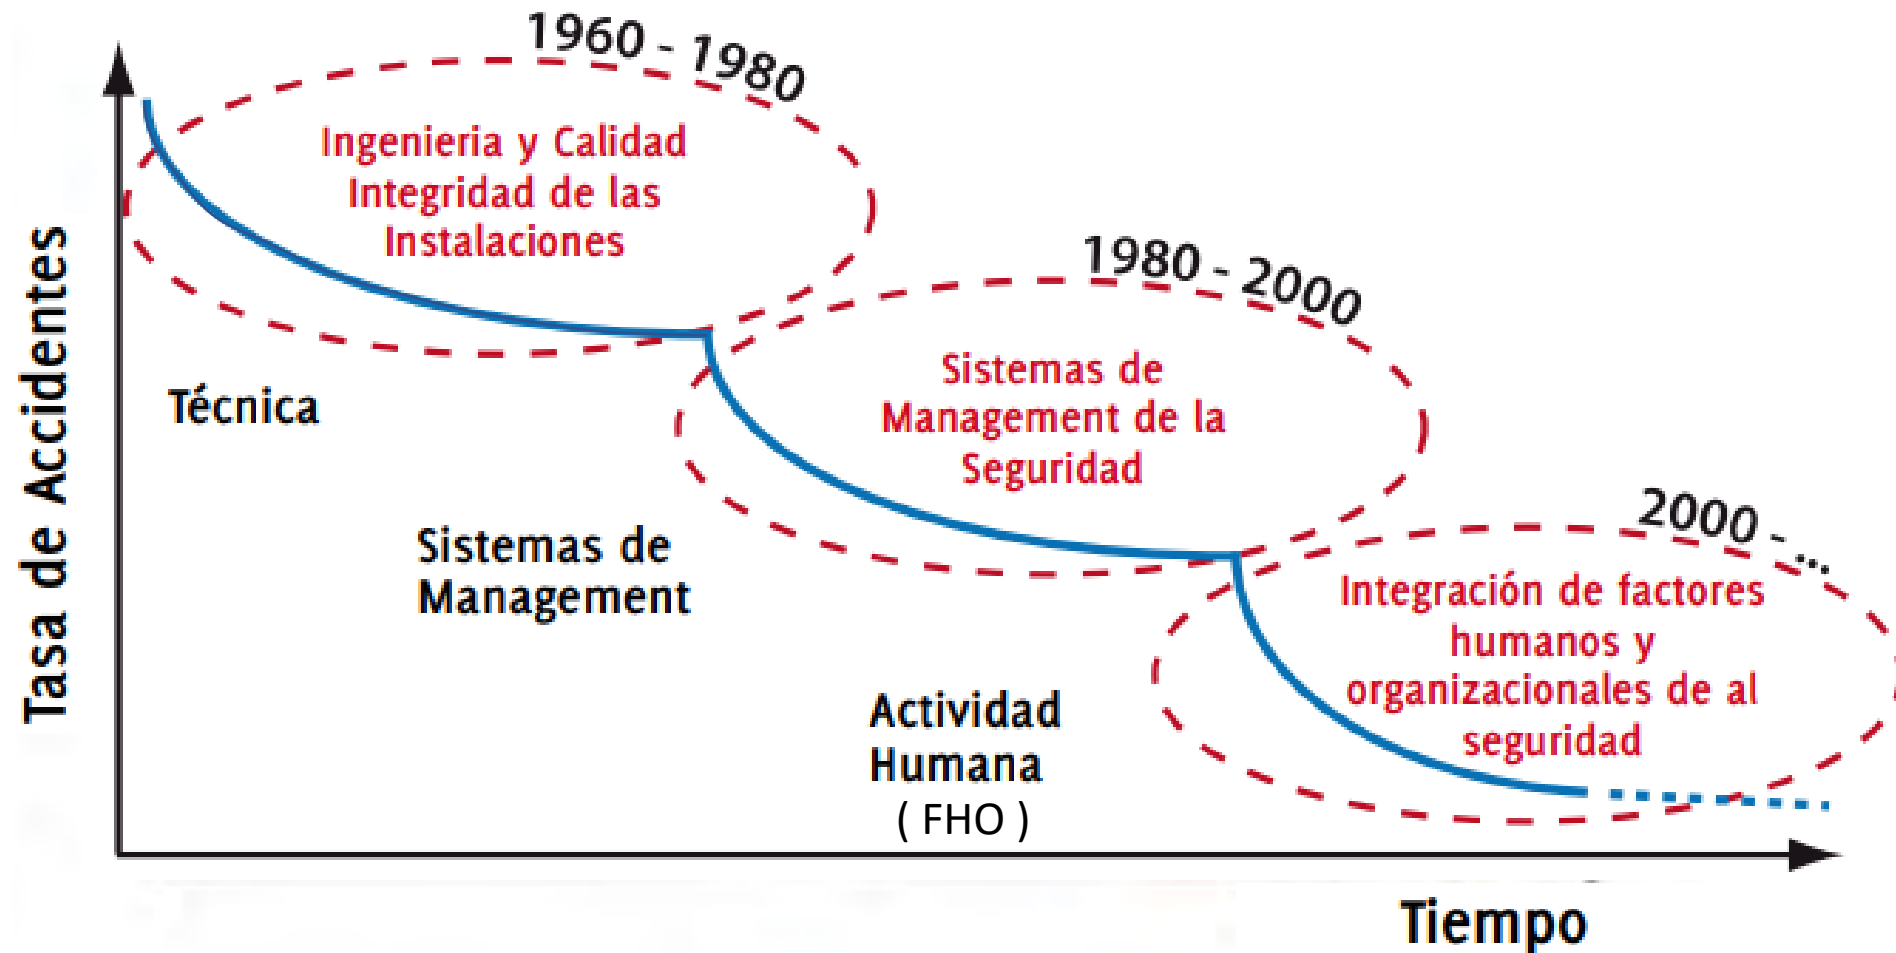 1960 - 1980
Ingenieria y Calidad
Integridad de las
Instalaciones
Técnica
1980 - 2000
Sistemas de
Management de la
Seguridad
Sistemas de
Management
2000 - ...
Integración de factores
humanos y
organizacionales de al
seguridad
Actividad
Humana
( FHO )
Tasa de Accidentes
Tiempo